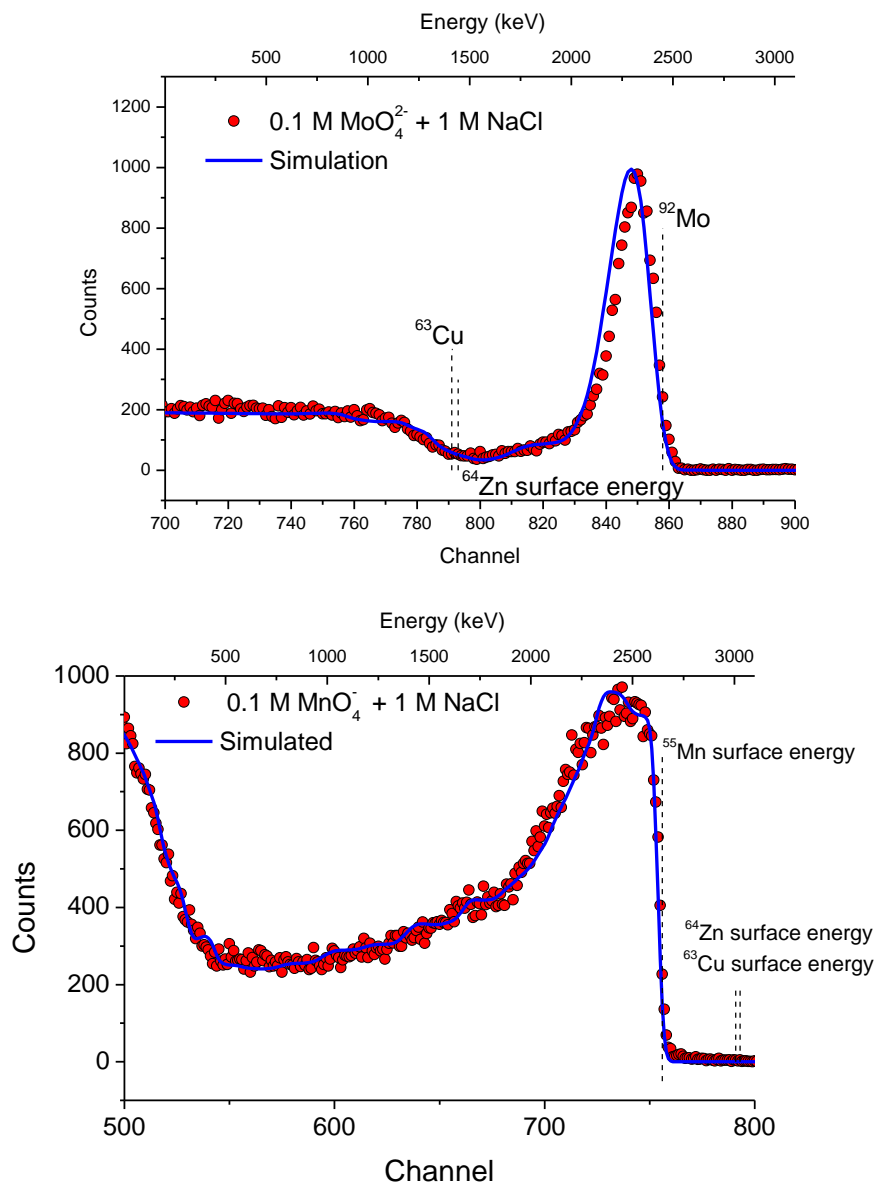 Energy (keV)
500 1000 1500 2000 2500 3000
1200
1000
800
600
400
200
0
Counts
0.1 M MoO₄²⁻ + 1 M NaCl
Simulation
⁹²Mo
⁶³Cu
⁶⁴Zn surface energy
700 720 740 760 780 800 820 840 860 880 900
Channel
Energy (keV)
500 1000 1500 2000 2500 3000
1000
800
600
400
200
0
Counts
0.1 M MnO₄⁻ + 1 M NaCl
Simulated
⁵⁵Mn surface energy
⁶⁴Zn surface energy
⁶³Cu surface energy
500 600 700 800
Channel